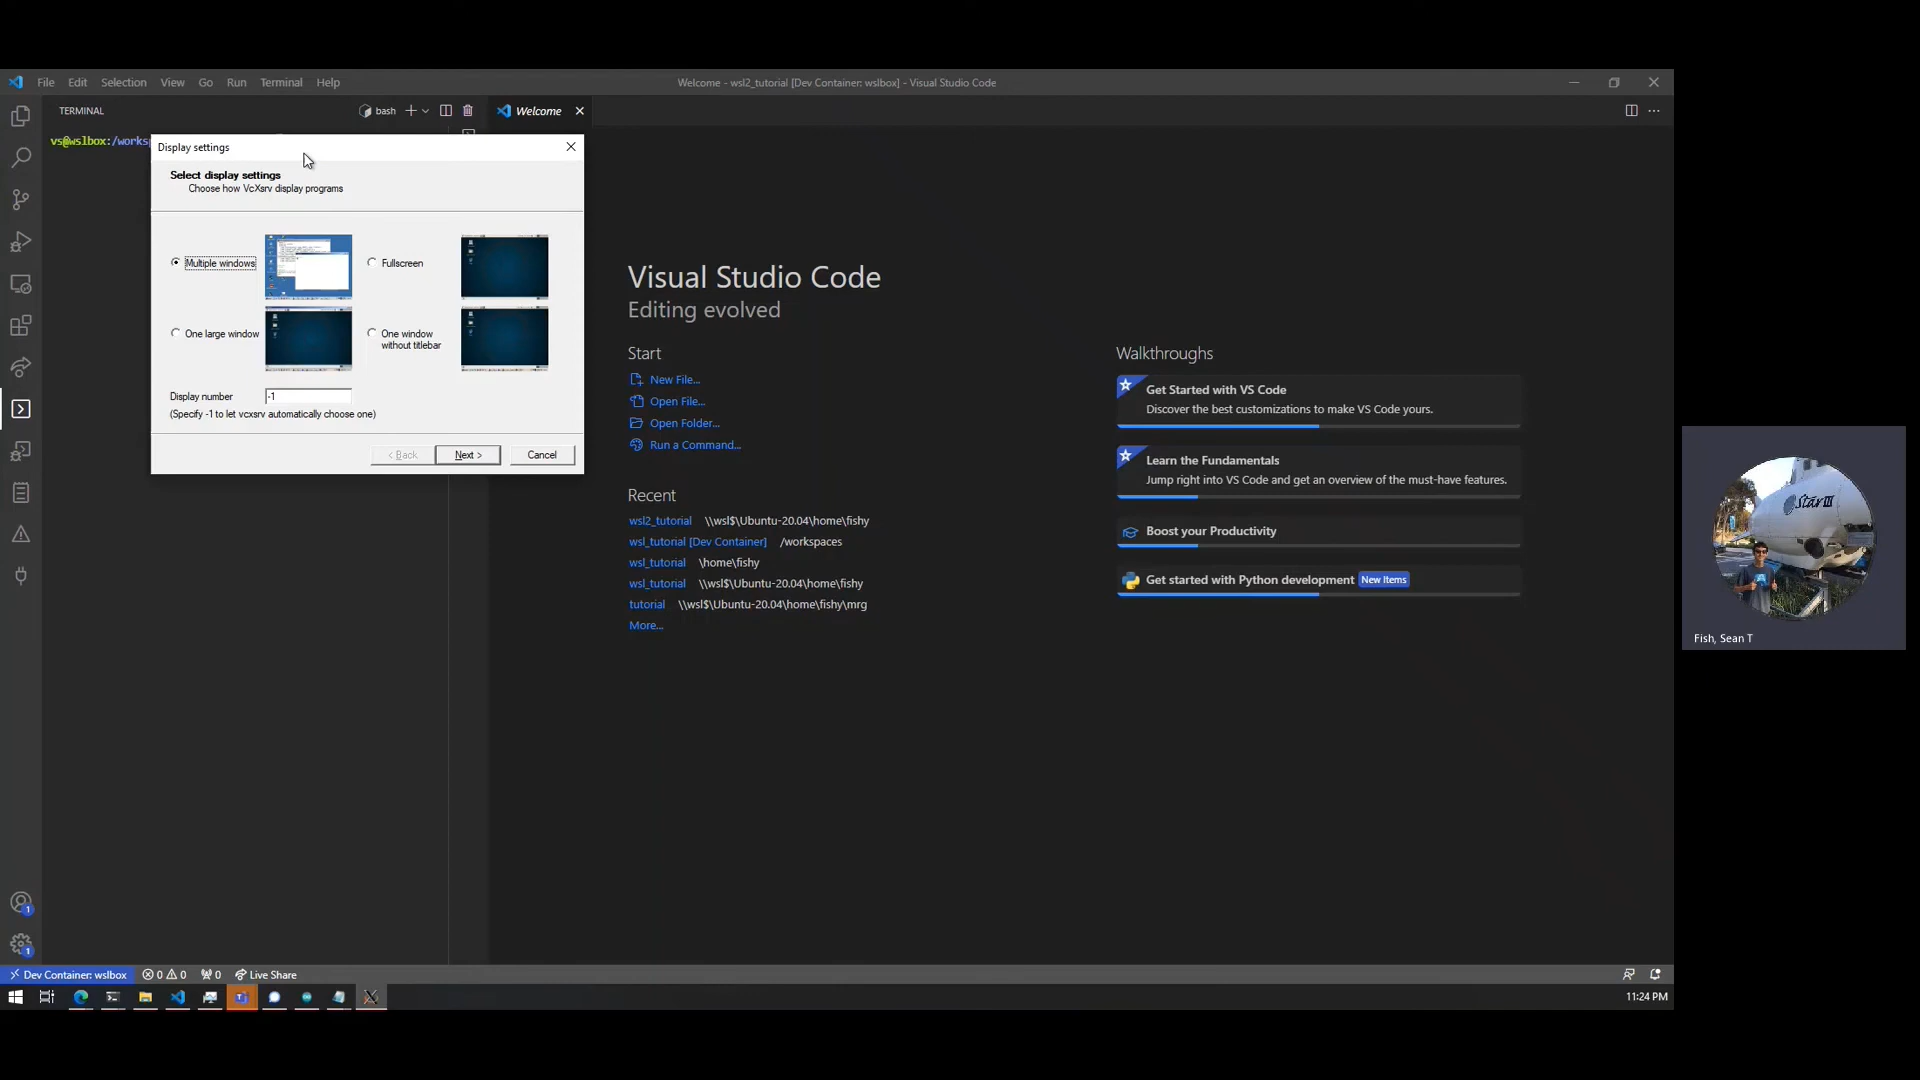 File Edit Selection View Go Run Terminal Help
Welcome - wsl2_tutorial [Dev Container: wslbox] - Visual Studio Code
TERMINAL
bash
Welcome
vs@wslbox:/works
Display settings
Select display settings
Choose how VcXsrv display programs
Multiple windows
Fullscreen
One large window
One window
without titlebar
Display number
-1
(Specify -1 to let vcxsrv automatically choose one)
< Back
Next >
Cancel
Visual Studio Code
Editing evolved
Start
New File...
Open File...
Open Folder...
Run a Command...
Recent
wsl2_tutorial \\wsl$\Ubuntu-20.04\home\fishy
wsl_tutorial [Dev Container] /workspaces
wsl_tutorial \home\fishy
wsl_tutorial \\wsl$\Ubuntu-20.04\home\fishy
tutorial \\wsl$\Ubuntu-20.04\home\fishy\mrg
More...
Walkthroughs
Get Started with VS Code
Discover the best customizations to make VS Code yours.
Learn the Fundamentals
Jump right into VS Code and get an overview of the must-have features.
Boost your Productivity
Get started with Python development New Items
Star III
Fish, Sean T
1
1
Dev Container: wslbox 0 0 0 Live Share
11:24 PM